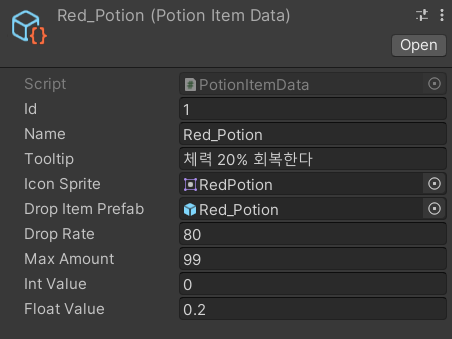 Red_Potion (Potion Item Data)
Open
Script PotionItemData
Id 1
Name Red_Potion
Tooltip 체력 20% 회복한다
Icon Sprite RedPotion
Drop Item Prefab Red_Potion
Drop Rate 80
Max Amount 99
Int Value 0
Float Value 0.2